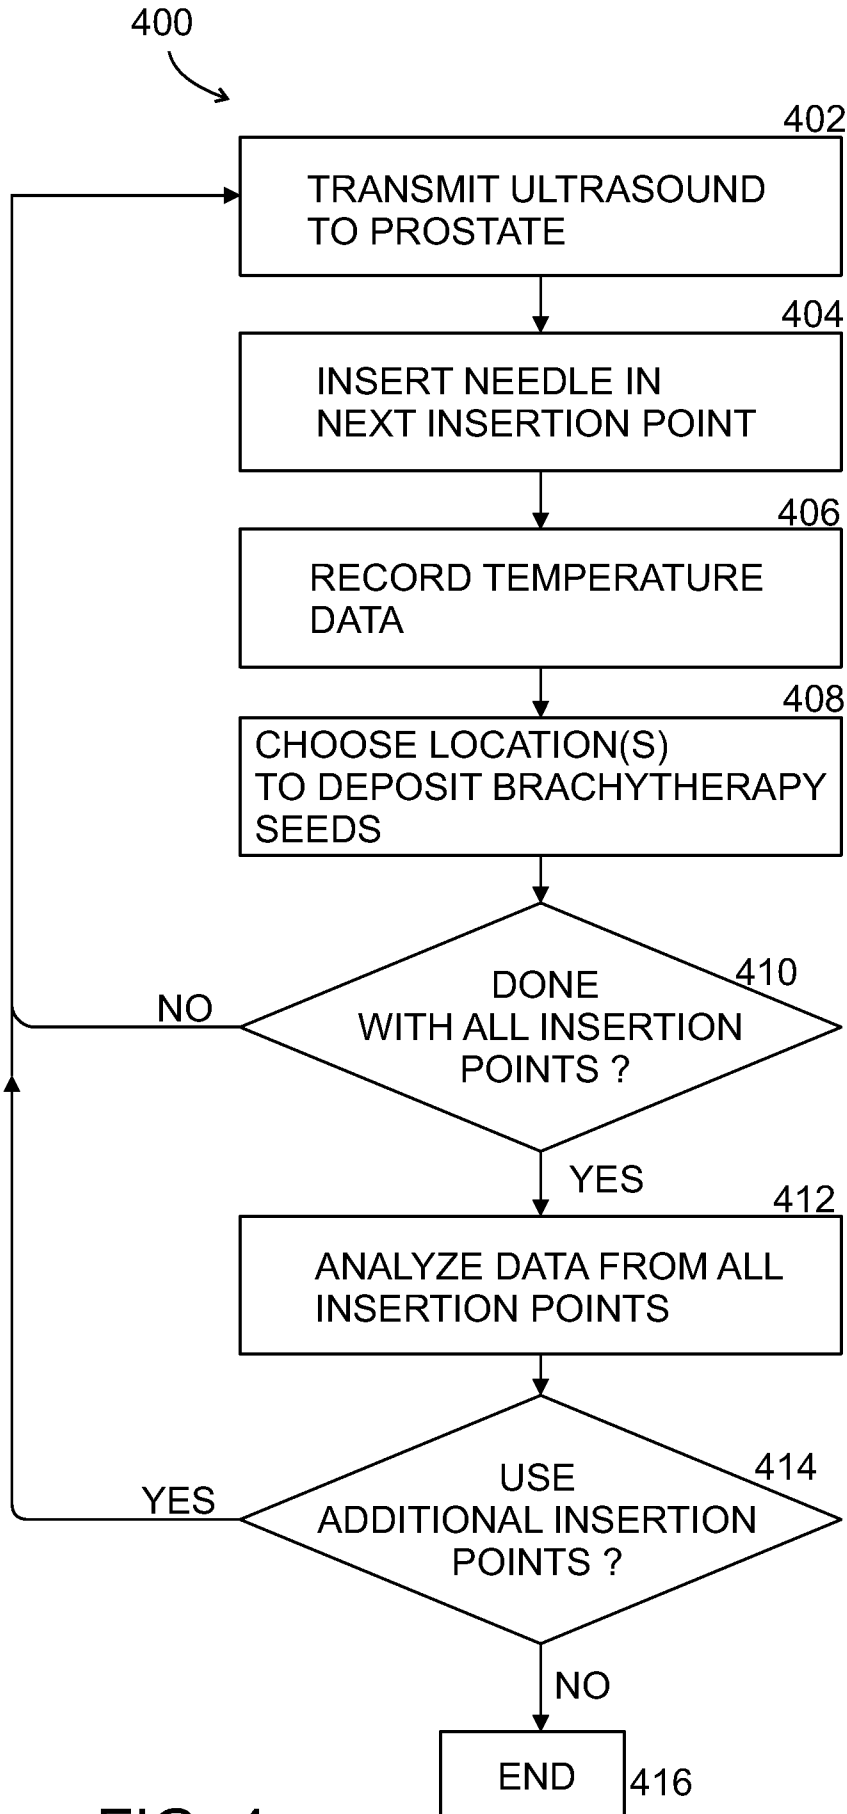 400
402
TRANSMIT ULTRASOUND
TO PROSTATE
404
INSERT NEEDLE IN
NEXT INSERTION POINT
406
RECORD TEMPERATURE
DATA
408
CHOOSE LOCATION(S)
TO DEPOSIT BRACHYTHERAPY
SEEDS
410
DONE
WITH ALL INSERTION
POINTS ?
NO
YES
412
ANALYZE DATA FROM ALL
INSERTION POINTS
414
USE
ADDITIONAL INSERTION
POINTS ?
YES
NO
END
416